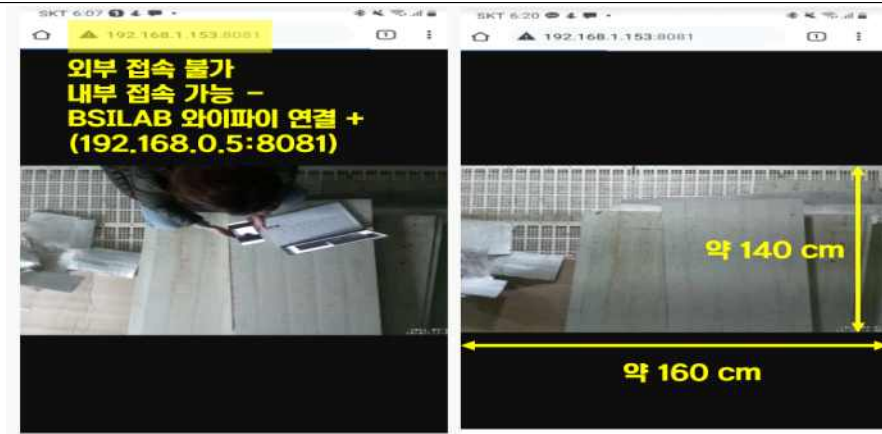 SKT 6:07
192.168.1.153:8081
1
외부 접속 불가
내부 접속 가능 -
BSILAB 와이파이 연결 +
(192.168.0.5:8081)
SKT 6:20
192.168.1.153:8081
1
약 140 cm
약 160 cm